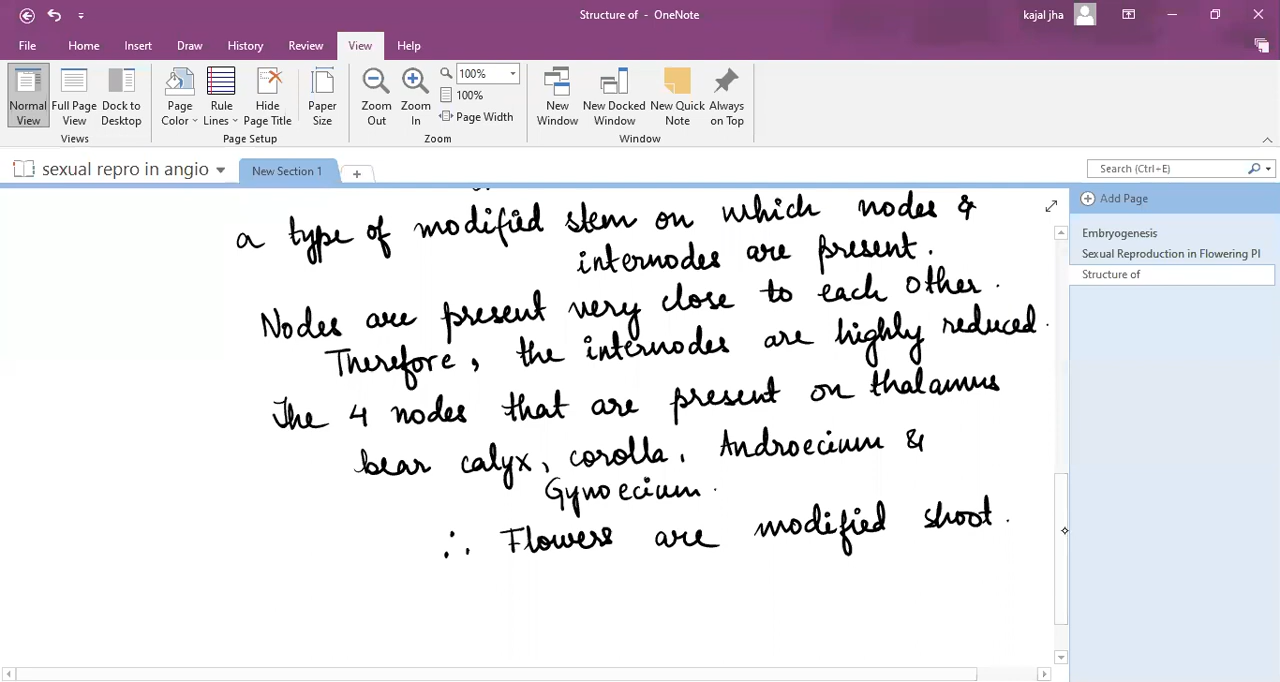 Structure of - OneNote
kajal jha
File Home Insert Draw History Review View Help
Normal View
Full Page View
Dock to Desktop
Page Color
Rule Lines
Hide Page Title
Paper Size
Zoom Out
Zoom In
100%
100%
Page Width
New Window
New Docked Window
New Quick Note
Always on Top
Views
Page Setup
Zoom
Window
sexual repro in angio
New Section 1
Search (Ctrl+E)
Add Page
Embryogenesis
Sexual Reproduction in Flowering Pl
Structure of
a type of modified stem on which nodes &
internodes are present.
Nodes are present very close to each other.
Therefore, the internodes are highly reduced.
The 4 nodes that are present on thalamus
bear calyx, corolla, Androecium &
Gynoecium.
∴ Flowers are modified shoot.